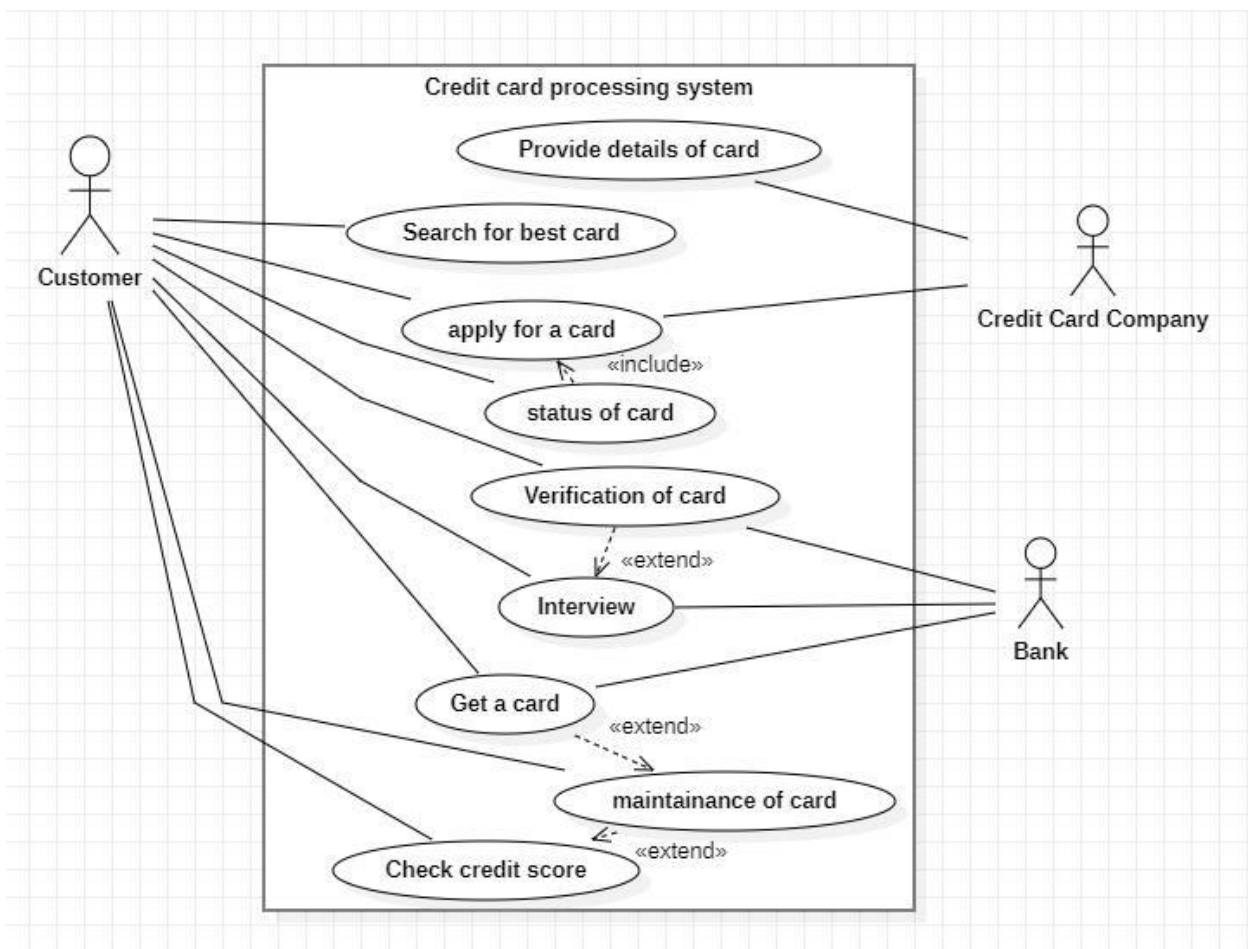 Credit card processing system
Provide details of card
Search for best card
Customer
apply for a card
Credit Card Company
«include»
status of card
Verification of card
«extend»
Interview
Bank
Get a card
«extend»
maintainance of card
«extend»
Check credit score